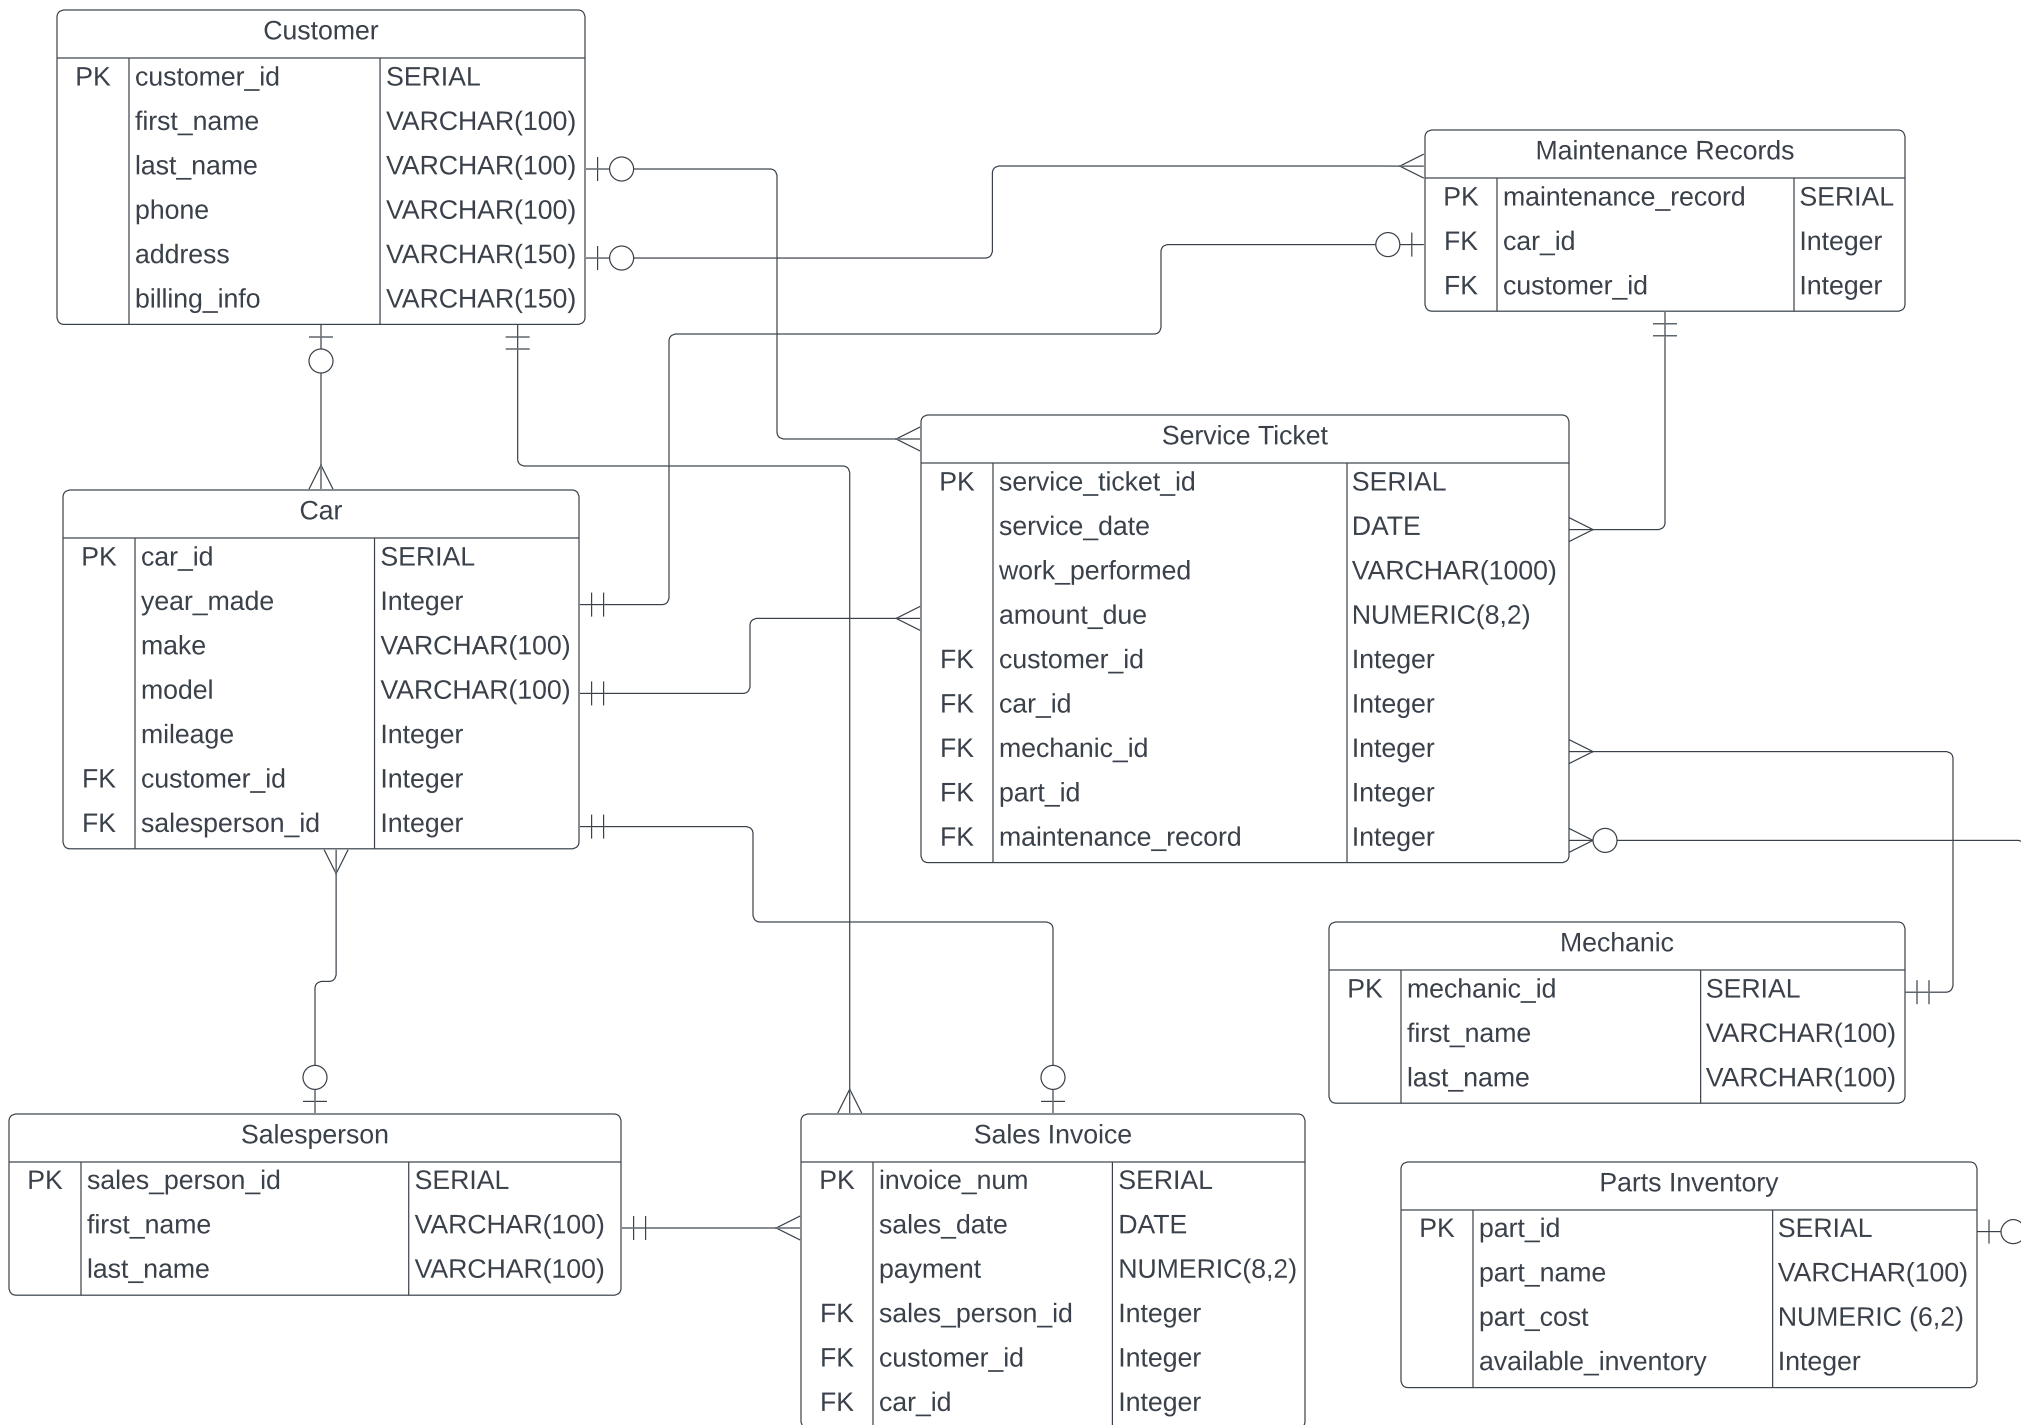 Customer
PK customer_id SERIAL
first_name VARCHAR(100)
last_name VARCHAR(100)
phone VARCHAR(100)
address VARCHAR(150)
billing_info VARCHAR(150)
Maintenance Records
PK maintenance_record SERIAL
FK car_id Integer
FK customer_id Integer
Service Ticket
PK service_ticket_id SERIAL
service_date DATE
work_performed VARCHAR(1000)
amount_due NUMERIC(8,2)
FK customer_id Integer
FK car_id Integer
FK mechanic_id Integer
FK part_id Integer
FK maintenance_record Integer
Car
PK car_id SERIAL
year_made Integer
make VARCHAR(100)
model VARCHAR(100)
mileage Integer
FK customer_id Integer
FK salesperson_id Integer
Mechanic
PK mechanic_id SERIAL
first_name VARCHAR(100)
last_name VARCHAR(100)
Salesperson
PK sales_person_id SERIAL
first_name VARCHAR(100)
last_name VARCHAR(100)
Sales Invoice
PK invoice_num SERIAL
sales_date DATE
payment NUMERIC(8,2)
FK sales_person_id Integer
FK customer_id Integer
FK car_id Integer
Parts Inventory
PK part_id SERIAL
part_name VARCHAR(100)
part_cost NUMERIC (6,2)
available_inventory Integer